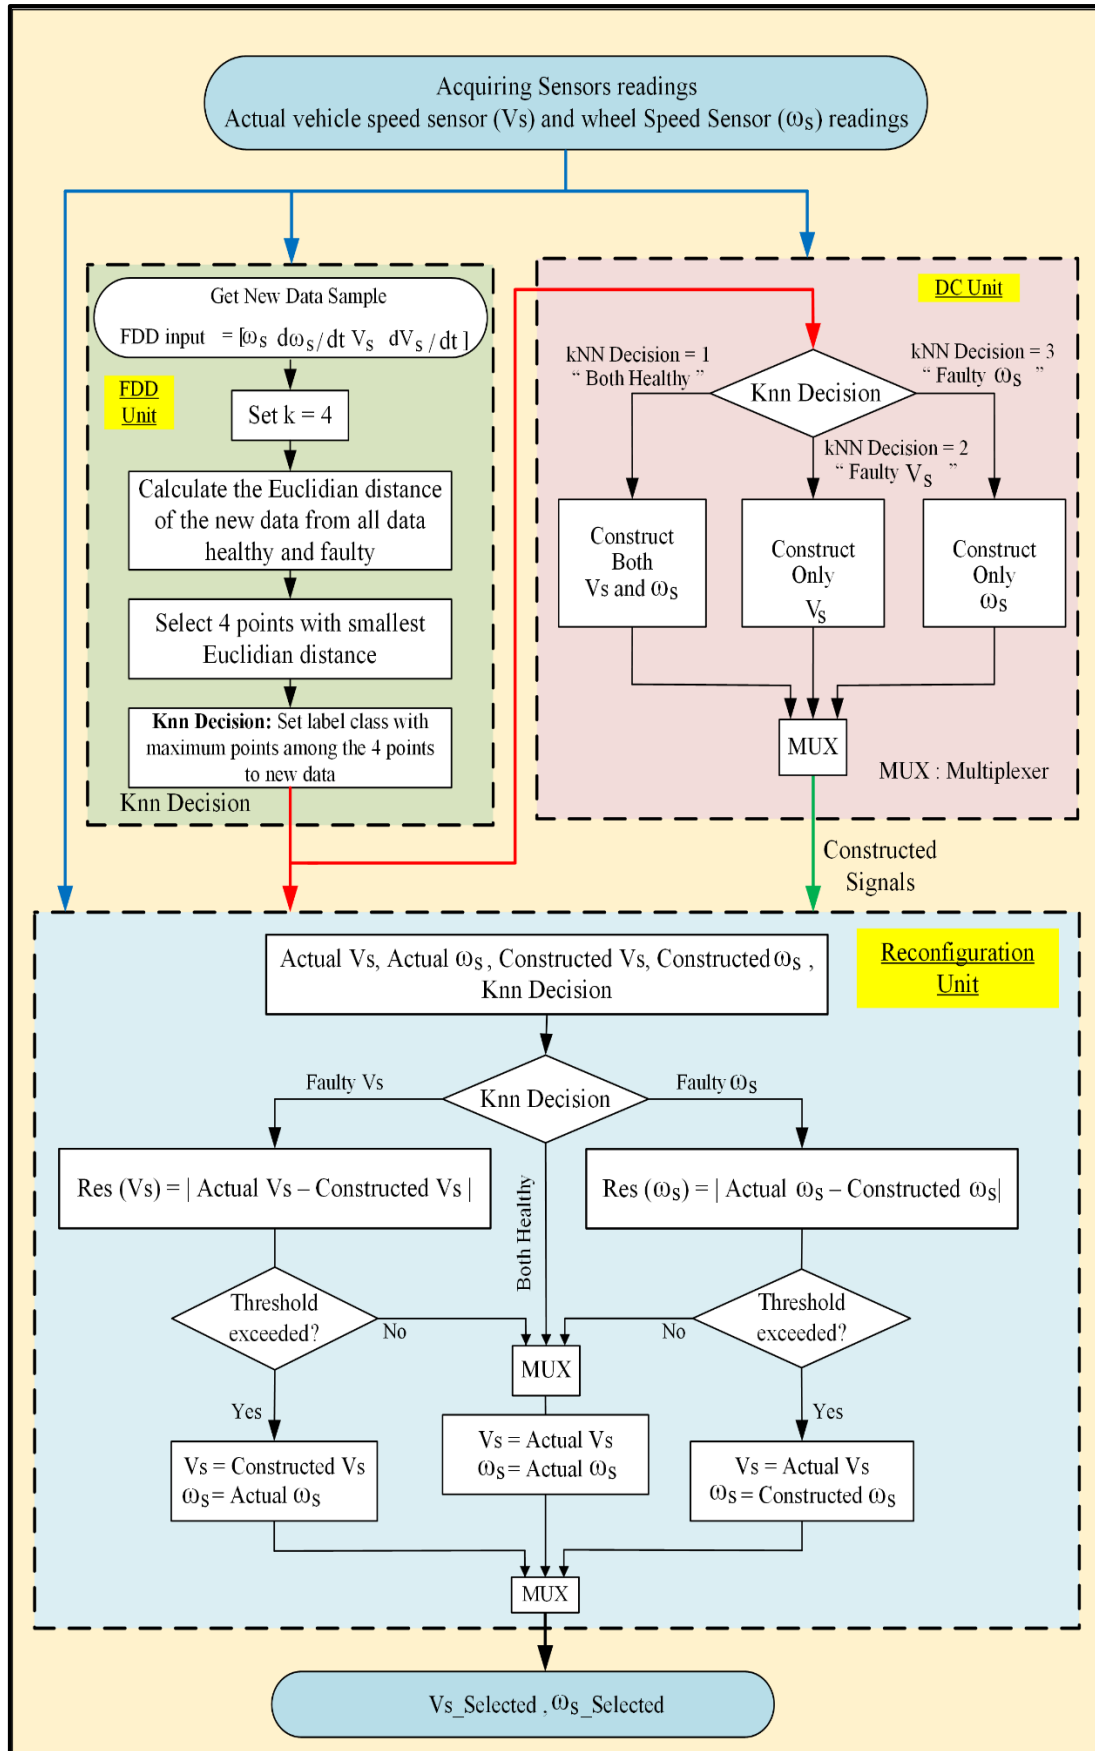 Acquiring Sensors readings
Actual vehicle speed sensor (Vs) and wheel Speed Sensor (ωs) readings
Get New Data Sample
FDD input = [ωs dωs/dt Vs dVs/dt]
FDD
Unit
Set k = 4
Calculate the Euclidian distance
of the new data from all data
healthy and faulty
Select 4 points with smallest
Euclidian distance
Knn Decision: Set label class with
maximum points among the 4 points
to new data
Knn Decision
DC Unit
kNN Decision = 1
“ Both Healthy ”
kNN Decision = 3
“ Faulty ωs ”
Knn Decision
kNN Decision = 2
“ Faulty Vs ”
Construct
Both
Vs and ωs
Construct
Only
Vs
Construct
Only
ωs
MUX
MUX : Multiplexer
Constructed
Signals
Reconfiguration
Unit
Actual Vs, Actual ωs , Constructed Vs, Constructed ωs ,
Knn Decision
Faulty Vs
Knn Decision
Faulty ωs
Res (Vs) = | Actual Vs – Constructed Vs |
Both Healthy
Res (ωs) = | Actual ωs – Constructed ωs|
Threshold
exceeded?
No
No
Threshold
exceeded?
MUX
Yes
Yes
Vs = Constructed Vs
ωs = Actual ωs
Vs = Actual Vs
ωs = Actual ωs
Vs = Actual Vs
ωs = Constructed ωs
MUX
Vs_Selected , ωs_Selected